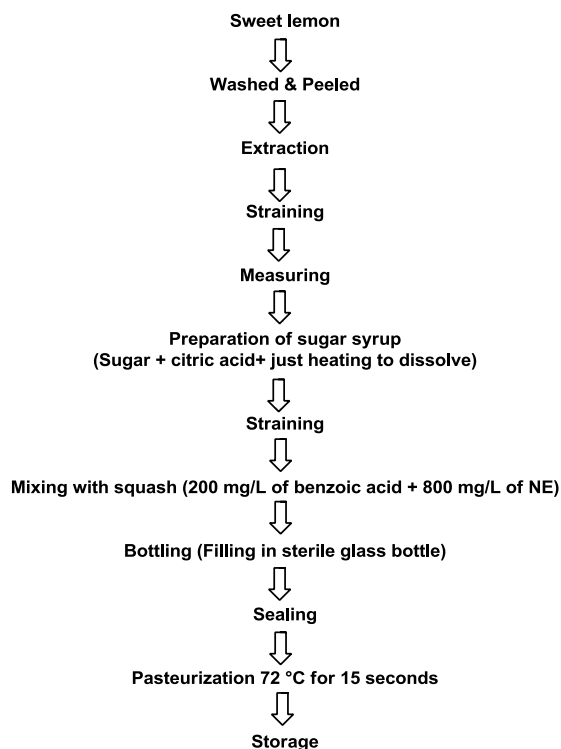 Sweet lemon
Washed & Peeled
Extraction
Straining
Measuring
Preparation of sugar syrup
(Sugar + citric acid+ just heating to dissolve)
Straining
Mixing with squash (200 mg/L of benzoic acid + 800 mg/L of NE)
Bottling (Filling in sterile glass bottle)
Sealing
Pasteurization 72 °C for 15 seconds
Storage